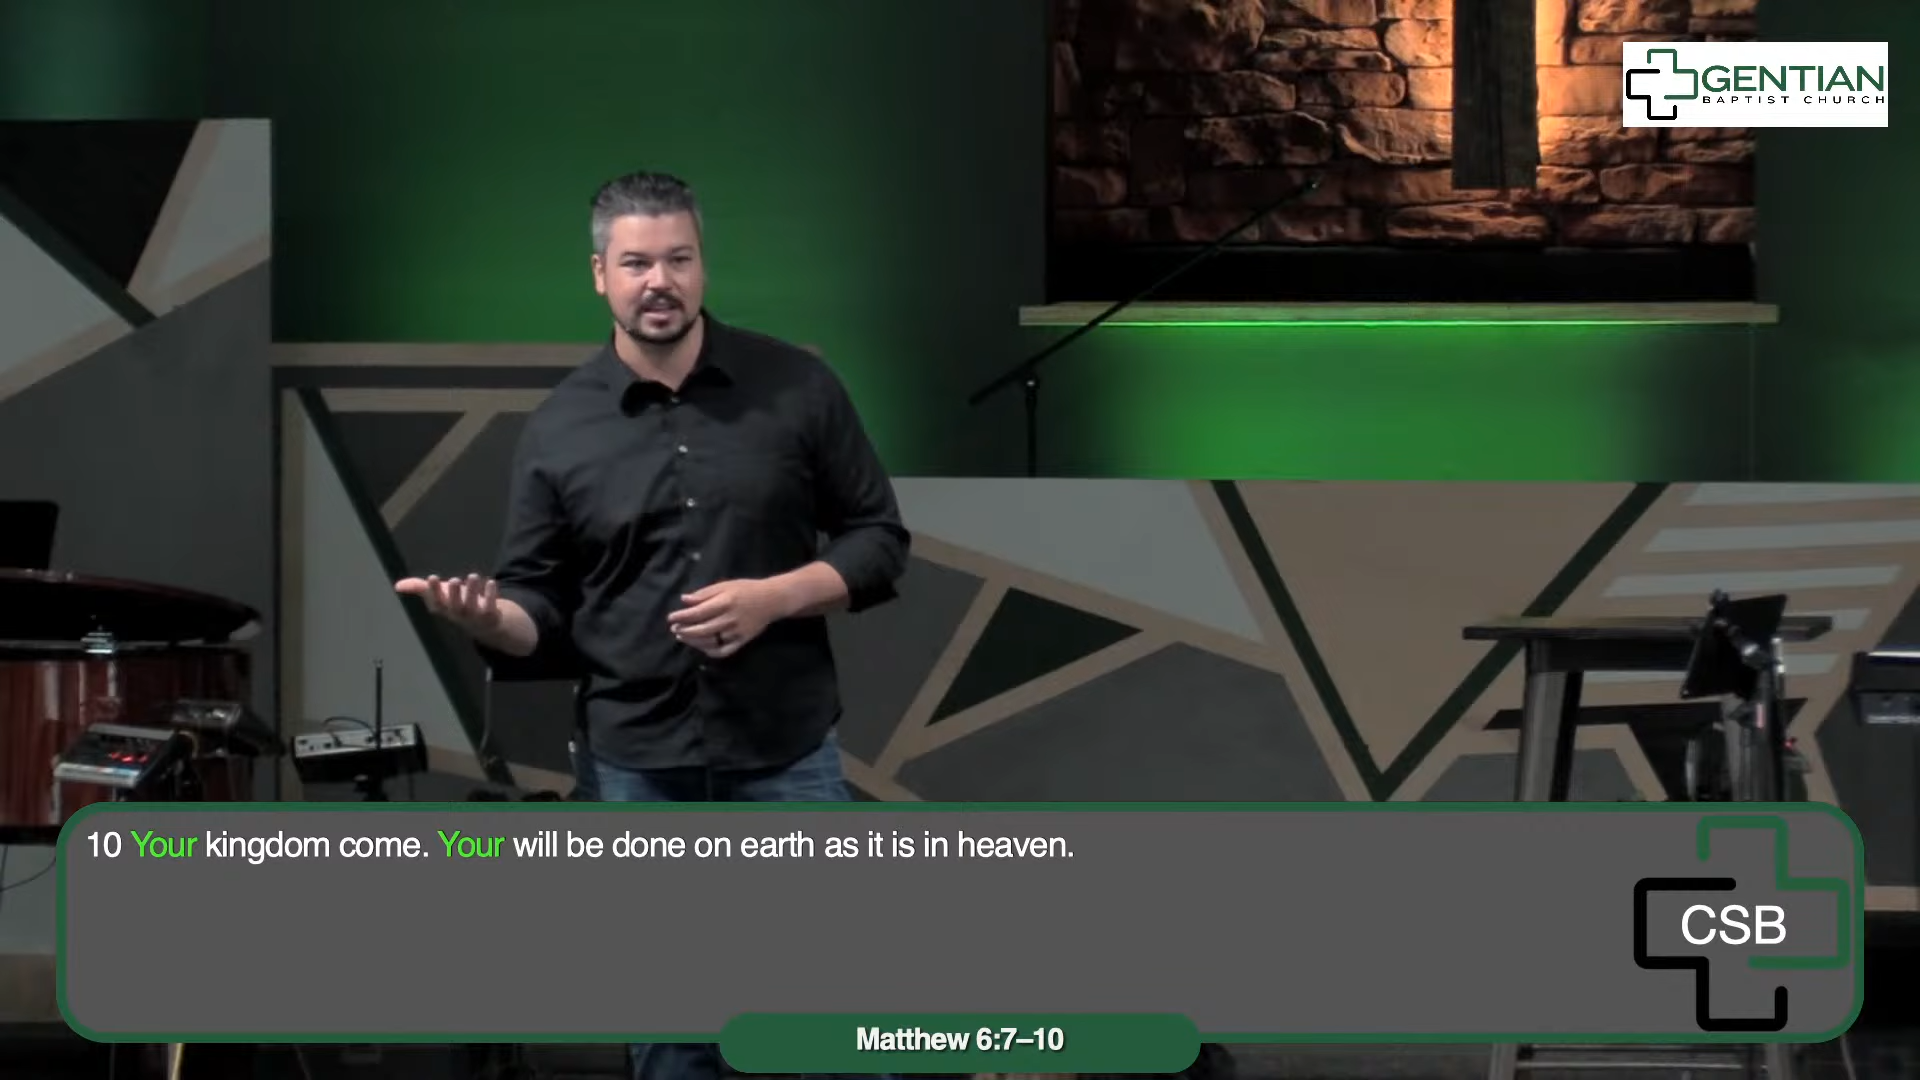 GENTIAN
BAPTIST CHURCH
10 Your kingdom come. Your will be done on earth as it is in heaven.
CSB
Matthew 6:7–10